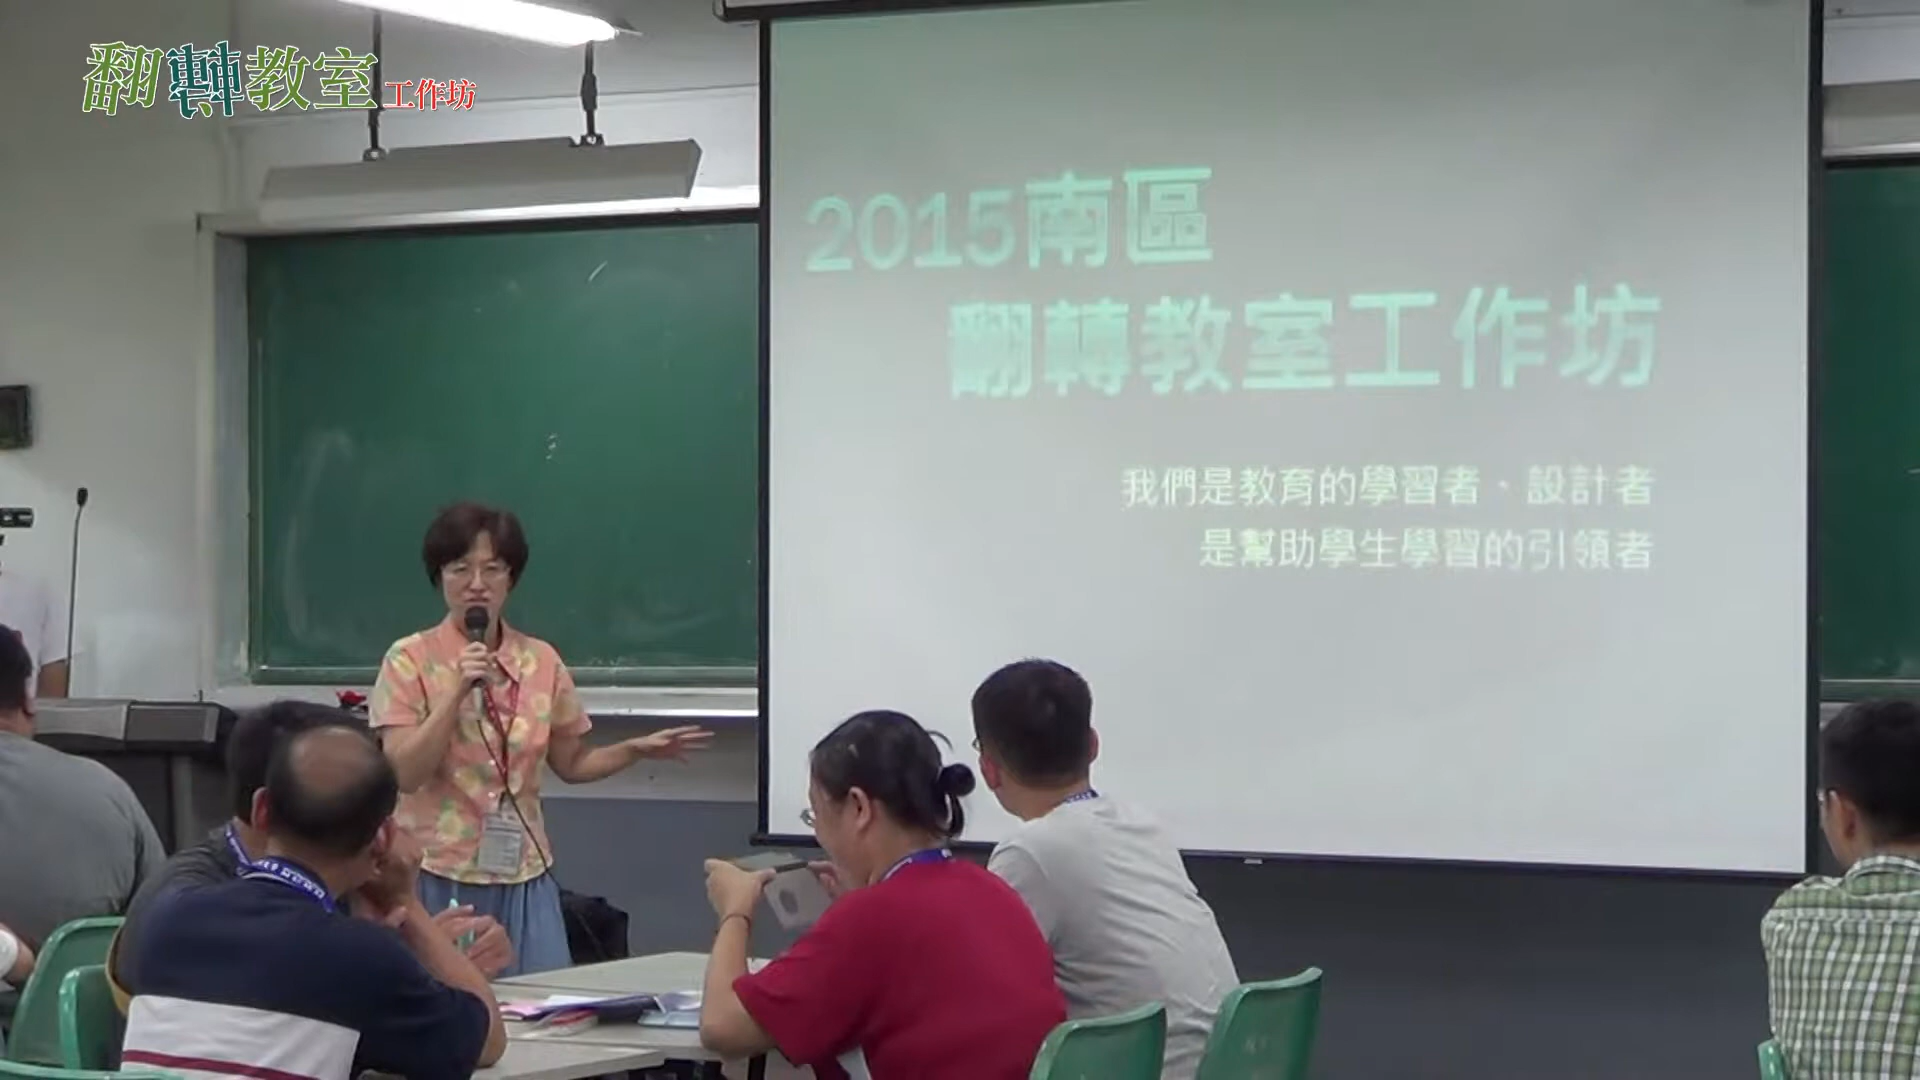 翻轉教室工作坊
2015南區
翻轉教室工作坊
我們是教育的學習者、設計者
是幫助學生學習的引領者